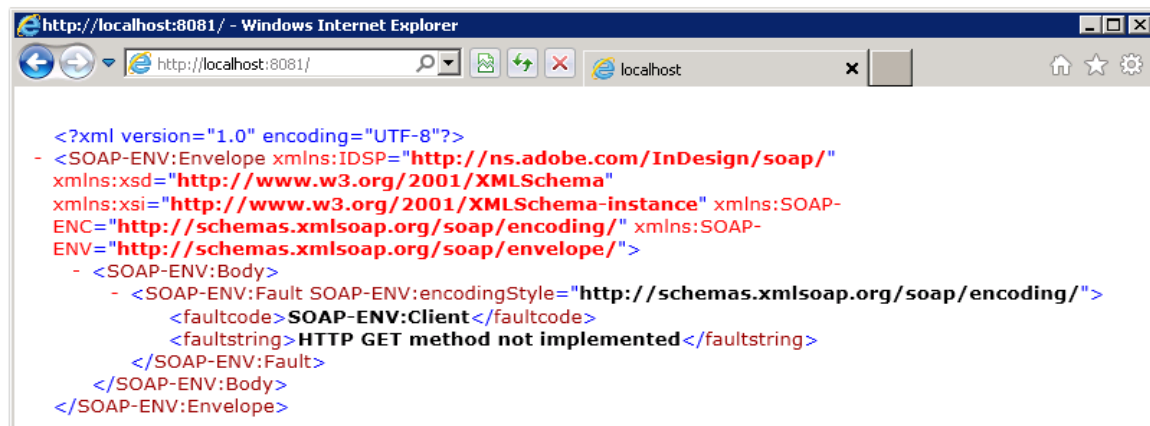 http://localhost:8081/ - Windows Internet Explorer
http://localhost:8081/
localhost
<?xml version="1.0" encoding="UTF-8"?>
- <SOAP-ENV:Envelope xmlns:IDSP="http://ns.adobe.com/InDesign/soap/"
xmlns:xsd="http://www.w3.org/2001/XMLSchema"
xmlns:xsi="http://www.w3.org/2001/XMLSchema-instance" xmlns:SOAP-
ENC="http://schemas.xmlsoap.org/soap/encoding/" xmlns:SOAP-
ENV="http://schemas.xmlsoap.org/soap/envelope/">
- <SOAP-ENV:Body>
- <SOAP-ENV:Fault SOAP-ENV:encodingStyle="http://schemas.xmlsoap.org/soap/encoding/">
<faultcode>SOAP-ENV:Client</faultcode>
<faultstring>HTTP GET method not implemented</faultstring>
</SOAP-ENV:Fault>
</SOAP-ENV:Body>
</SOAP-ENV:Envelope>